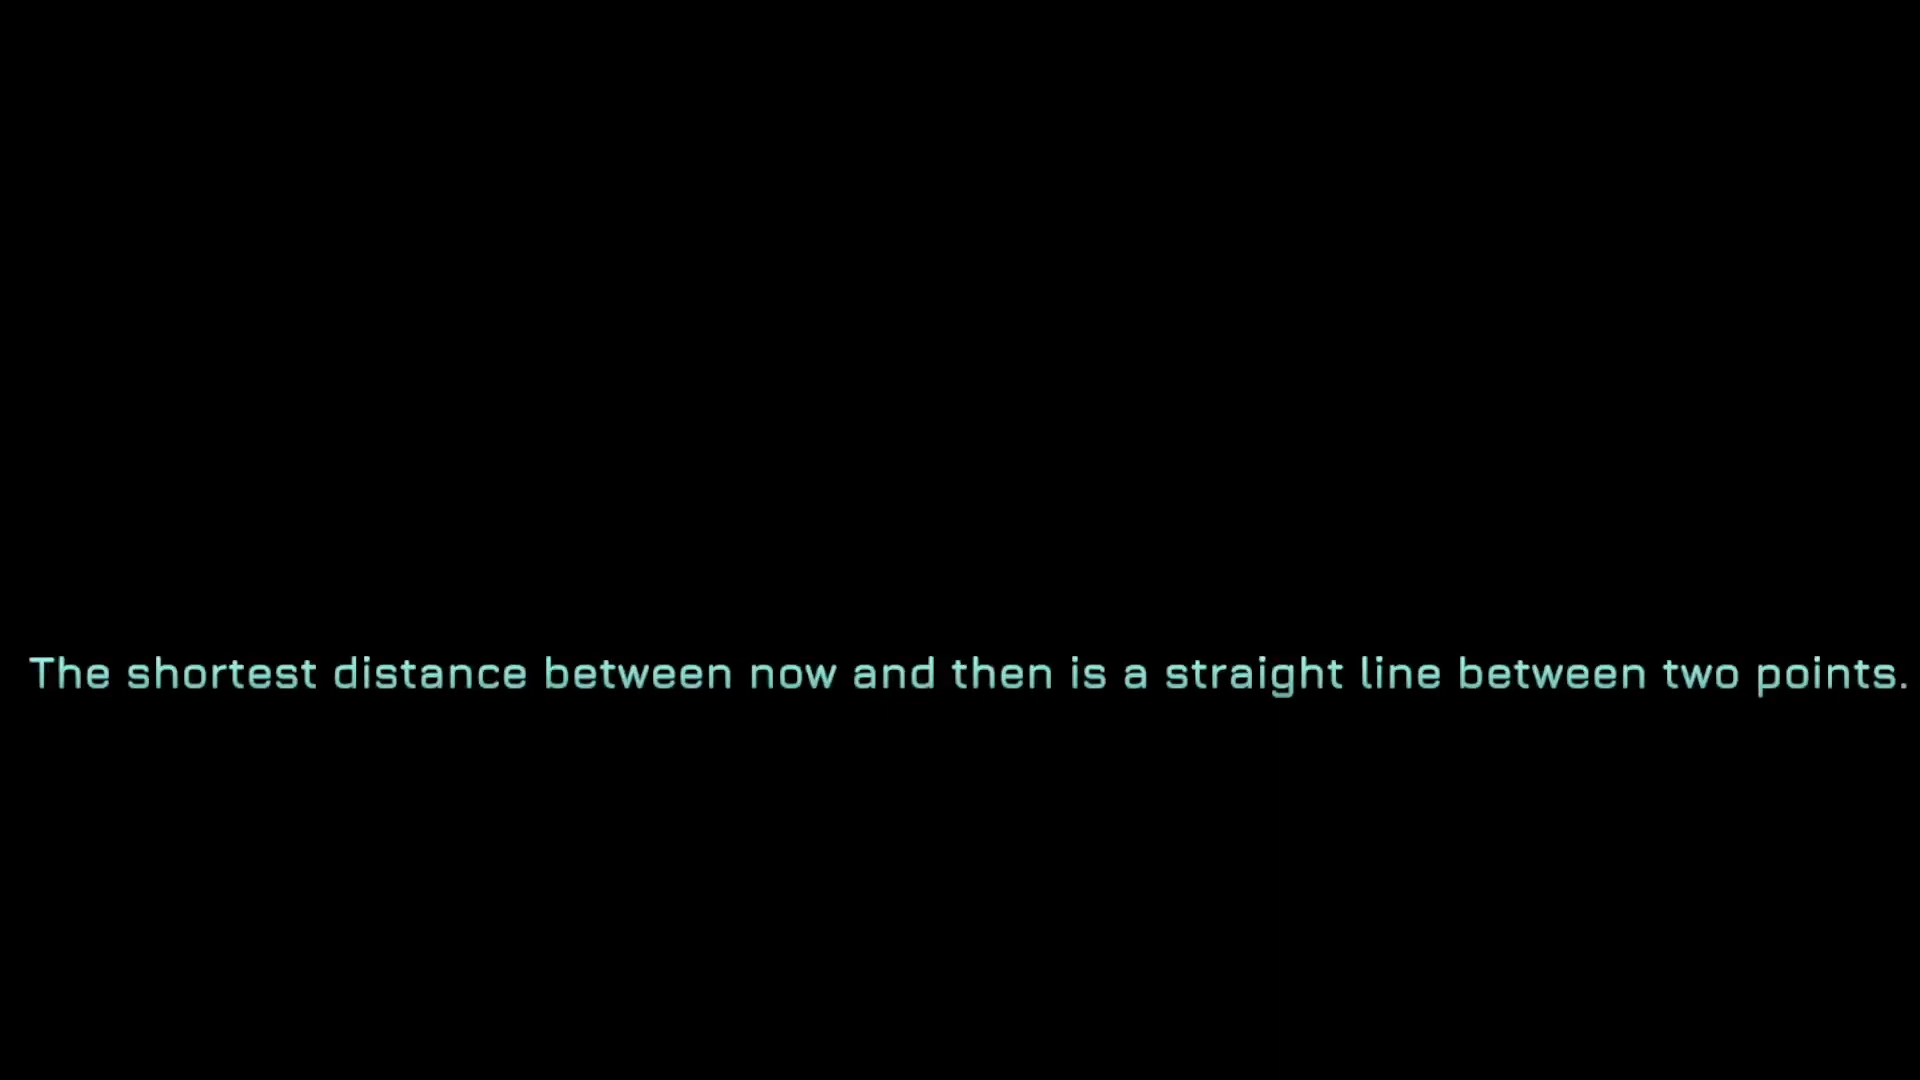 The shortest distance between now and then is a straight line between two points.